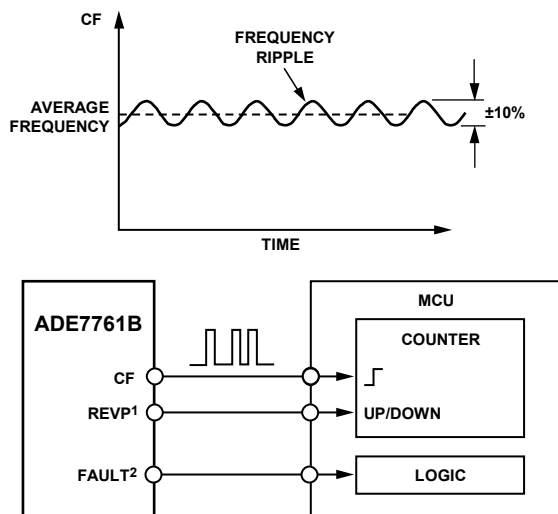 CF
FREQUENCY
RIPPLE
AVERAGE
FREQUENCY
±10%
TIME
MCU
ADE7761B
COUNTER
CF
REVP1
UP/DOWN
FAULT2
LOGIC